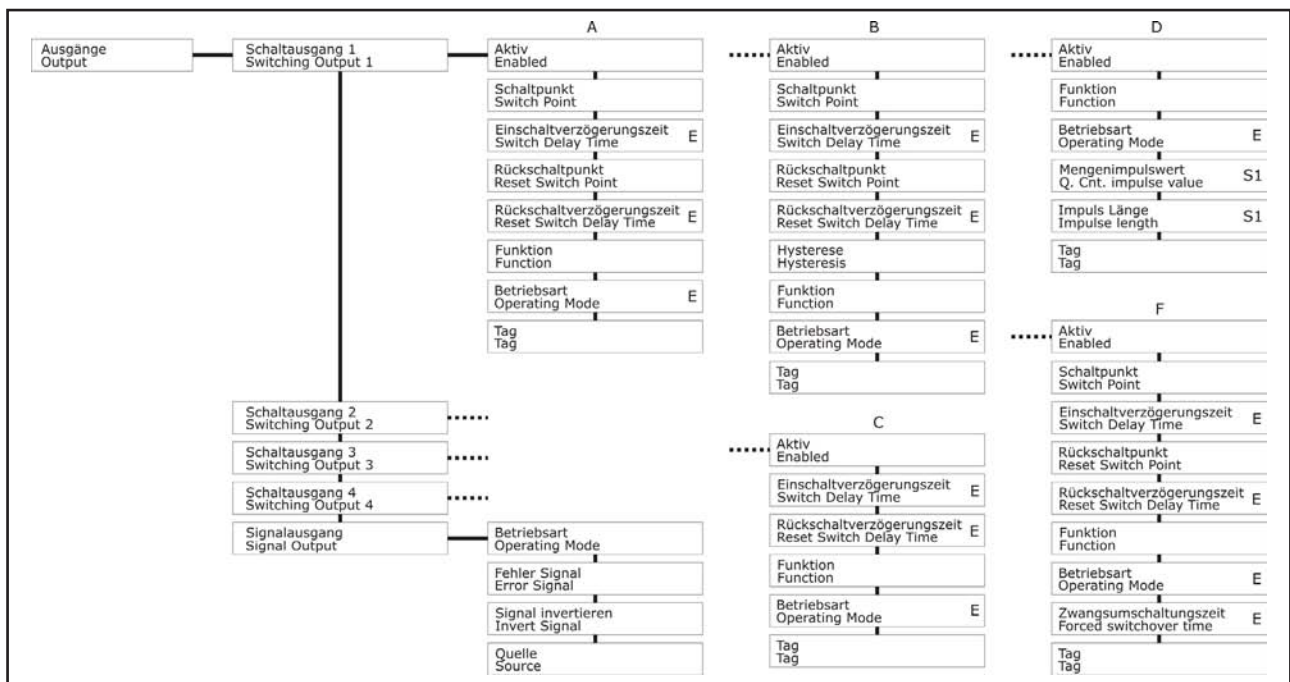 Ausgänge
Output
Schaltausgang 1
Switching Output 1
A
Aktiv
Enabled
Schaltpunkt
Switch Point
Einschaltverzögerungszeit
Switch Delay Time E
Rückschaltpunkt
Reset Switch Point
Rückschaltverzögerungszeit
Reset Switch Delay Time E
Funktion
Function
Betriebsart
Operating Mode E
Tag
Tag
B
Aktiv
Enabled
Schaltpunkt
Switch Point
Einschaltverzögerungszeit
Switch Delay Time E
Rückschaltpunkt
Reset Switch Point
Rückschaltverzögerungszeit
Reset Switch Delay Time E
Hysterese
Hysteresis
Funktion
Function
Betriebsart
Operating Mode E
Tag
Tag
D
Aktiv
Enabled
Funktion
Function
Betriebsart
Operating Mode E
Mengenimpulswert
Q. Cnt. impulse value S1
Impuls Länge
Impulse length S1
Tag
Tag
Schaltausgang 2
Switching Output 2
Schaltausgang 3
Switching Output 3
Schaltausgang 4
Switching Output 4
Signalausgang
Signal Output
Betriebsart
Operating Mode
Fehler Signal
Error Signal
Signal invertieren
Invert Signal
Quelle
Source
C
Aktiv
Enabled
Einschaltverzögerungszeit
Switch Delay Time E
Rückschaltverzögerungszeit
Reset Switch Delay Time E
Funktion
Function
Betriebsart
Operating Mode E
Tag
Tag
F
Aktiv
Enabled
Schaltpunkt
Switch Point
Einschaltverzögerungszeit
Switch Delay Time E
Rückschaltpunkt
Reset Switch Point
Rückschaltverzögerungszeit
Reset Switch Delay Time E
Funktion
Function
Betriebsart
Operating Mode E
Zwangsumschaltungszeit
Forced switchover time E
Tag
Tag